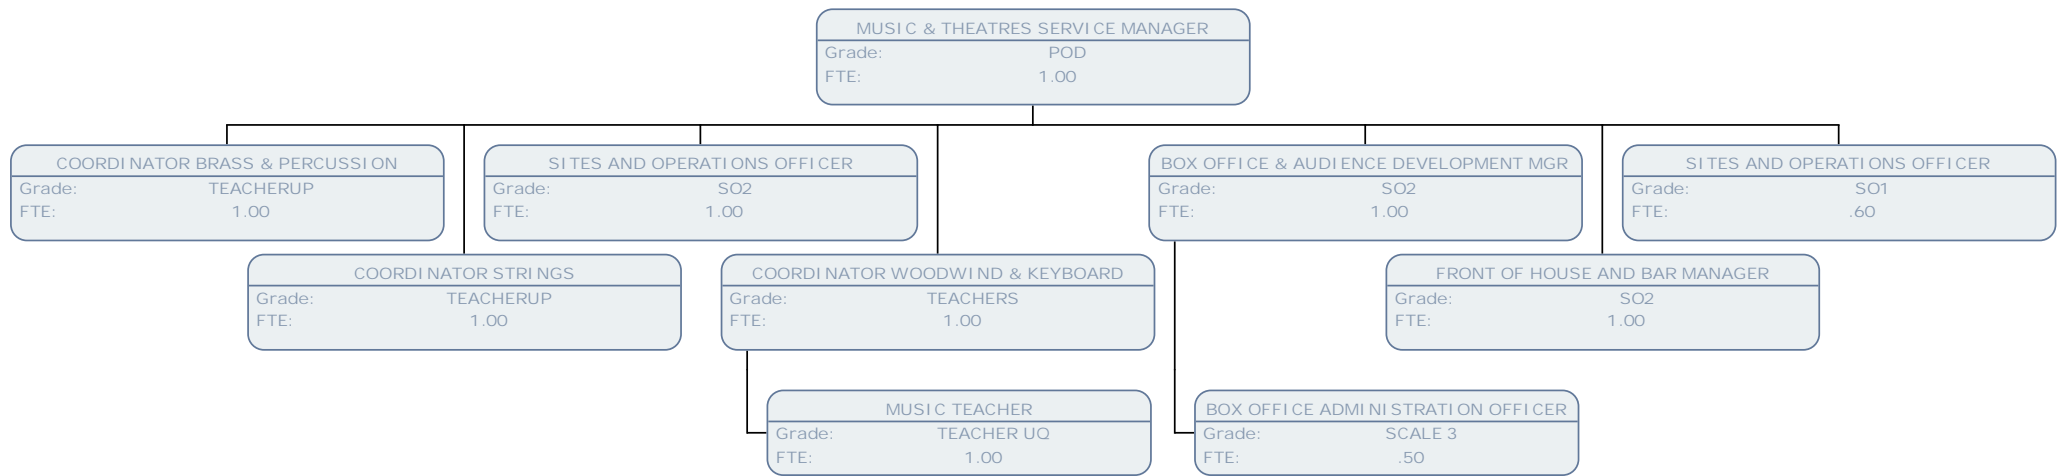 MUSIC & THEATRES SERVICE MANAGER
Grade: POD
FTE: 1.00
COORDINATOR BRASS & PERCUSSION
Grade: TEACHERUP
FTE: 1.00
SITES AND OPERATIONS OFFICER
Grade: SO2
FTE: 1.00
BOX OFFICE & AUDIENCE DEVELOPMENT MGR
Grade: SO2
FTE: 1.00
SITES AND OPERATIONS OFFICER
Grade: SO1
FTE: .60
COORDINATOR STRINGS
Grade: TEACHERUP
FTE: 1.00
COORDINATOR WOODWIND & KEYBOARD
Grade: TEACHERS
FTE: 1.00
FRONT OF HOUSE AND BAR MANAGER
Grade: SO2
FTE: 1.00
MUSIC TEACHER
Grade: TEACHER UQ
FTE: 1.00
BOX OFFICE ADMINISTRATION OFFICER
Grade: SCALE 3
FTE: .50